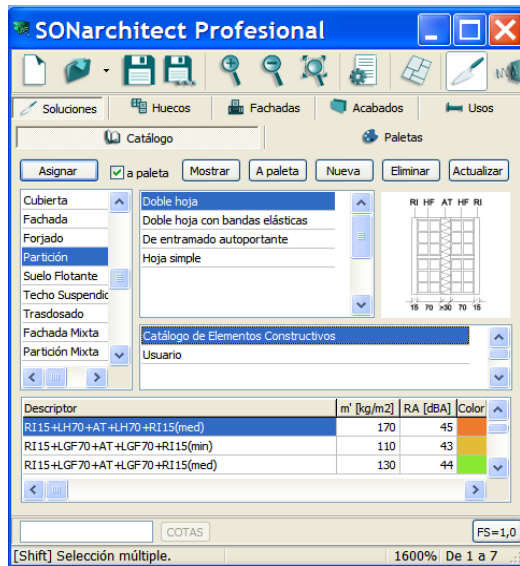 SONarchitect Profesional
Soluciones Huecos Fachadas Acabados Usos
Catálogo Paletas
Asignar a paleta Mostrar A paleta Nueva Eliminar Actualizar
Cubierta
Fachada
Forjado
Partición
Suelo Flotante
Techo Suspendic
Trasdosado
Fachada Mixta
Partición Mixta
Doble hoja
Doble hoja con bandas elásticas
De entramado autoportante
Hoja simple
RI HF AT HF RI
15 70 >30 70 15
Catálogo de Elementos Constructivos
Usuario
Descriptor m' [kg/m2] RA [dBA] Color
RI15+LH70+AT+LH70+RI15(med) 170 45
RI15+LGF70+AT+LGF70+RI15(min) 110 43
RI15+LGF70+AT+LGF70+RI15(med) 130 44
COTAS FS=1,0
[Shift] Selección múltiple. 1600% De 1 a 7